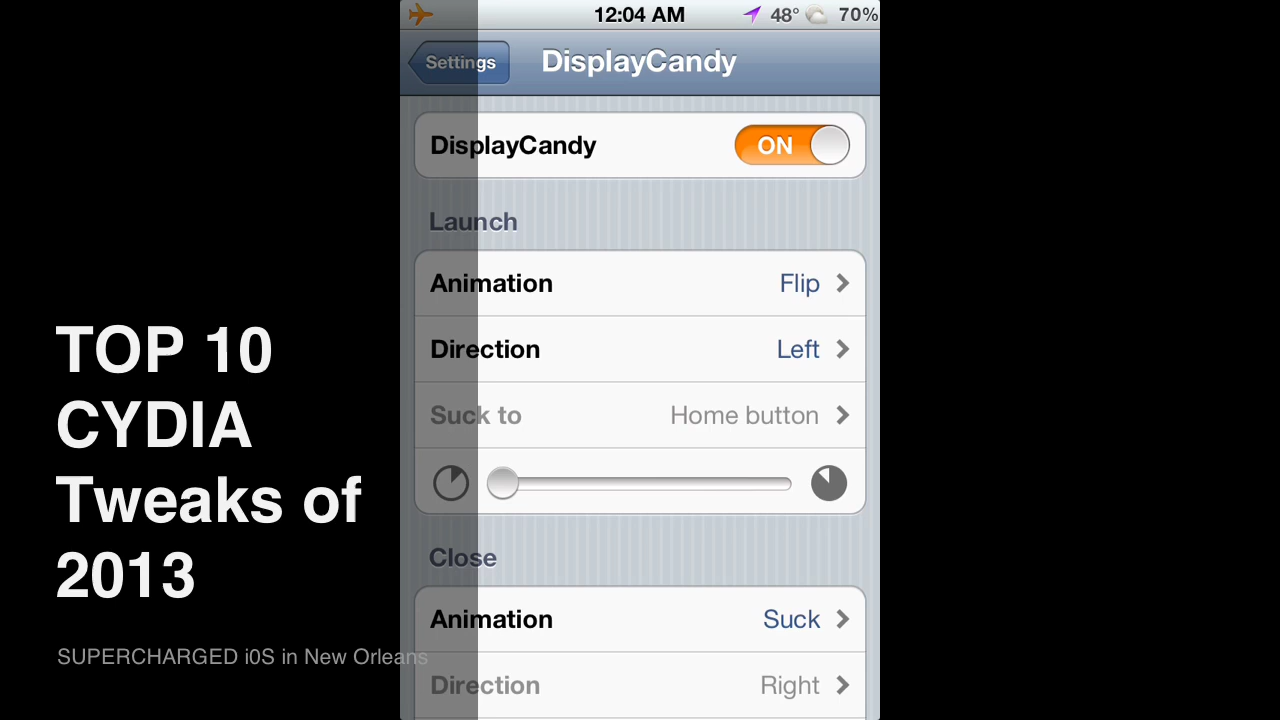 12:04 AM 48° 70%
Settings DisplayCandy
DisplayCandy ON
Launch
Animation Flip
Direction Left
Suck to Home button
Close
Animation Suck
Direction Right
TOP 10
CYDIA
Tweaks of
2013
SUPERCHARGED i0S in New Orleans